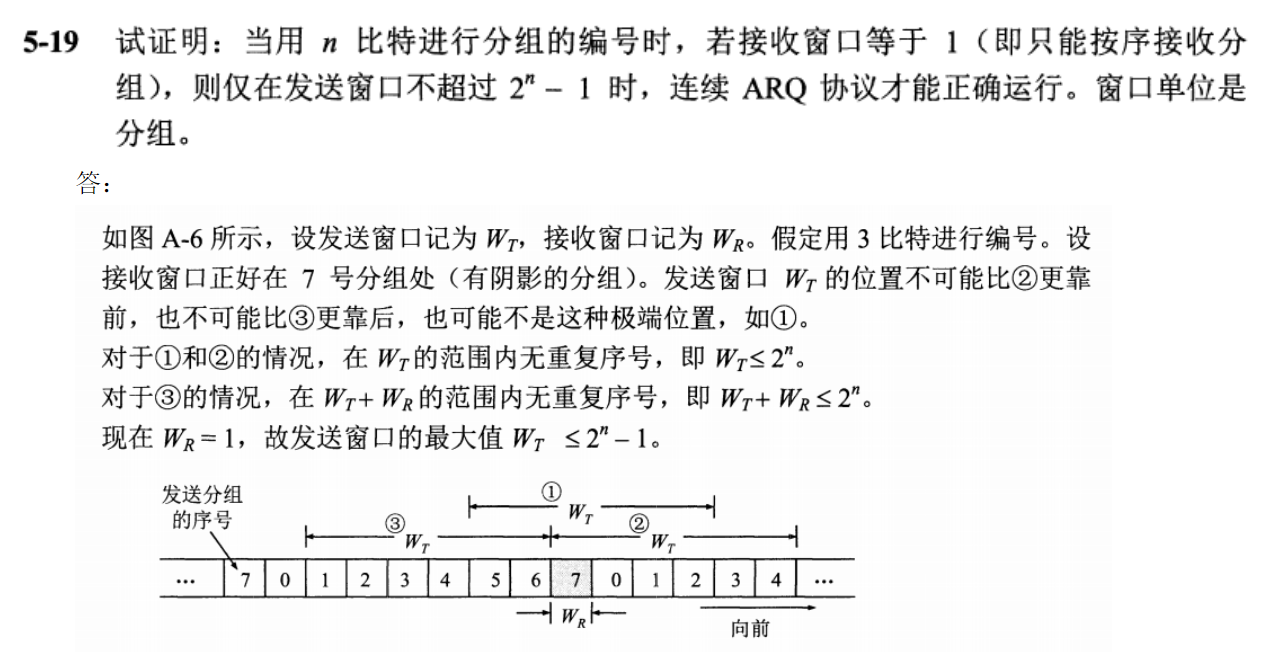 5-19 试证明：当用 n 比特进行分组的编号时，若接收窗口等于 1（即只能按序接收分
组），则仅在发送窗口不超过 2ⁿ – 1 时，连续 ARQ 协议才能正确运行。窗口单位是
分组。
答：
如图 A-6 所示，设发送窗口记为 W_T，接收窗口记为 W_R。假定用 3 比特进行编号。设
接收窗口正好在 7 号分组处（有阴影的分组）。发送窗口 W_T 的位置不可能比②更靠
前，也不可能比③更靠后，也可能不是这种极端位置，如①。
对于①和②的情况，在 W_T 的范围内无重复序号，即 W_T ≤ 2ⁿ。
对于③的情况，在 W_T + W_R 的范围内无重复序号，即 W_T + W_R ≤ 2ⁿ。
现在 W_R = 1，故发送窗口的最大值 W_T ≤ 2ⁿ – 1。
发送分组
的序号
① W_T
③ W_T
② W_T
… 7 0 1 2 3 4 5 6 7 0 1 2 3 4 …
W_R
向前